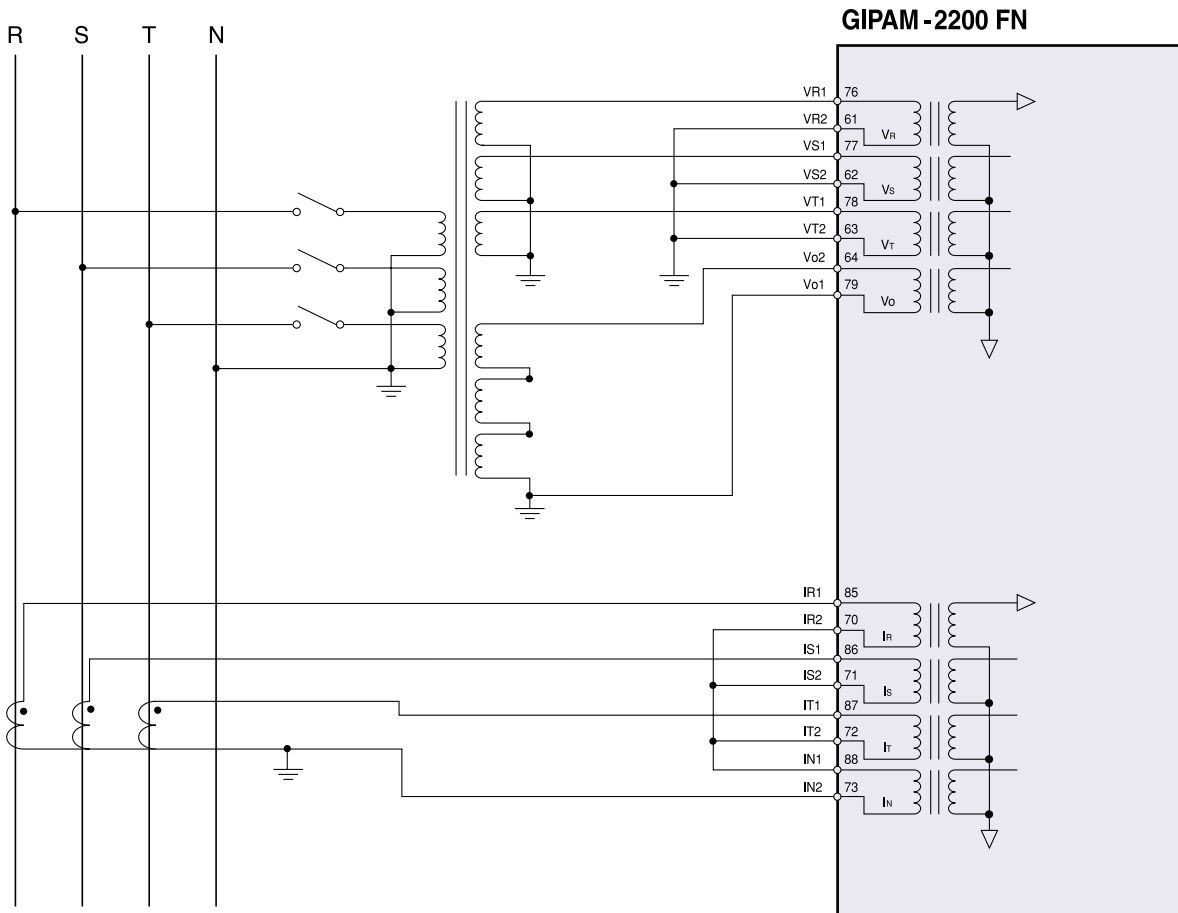 GIPAM - 2200 FN
R S T N
VR1 76
VR2 61
VR
VS1 77
VS2 62
VS
VT1 78
VT2 63
VT
Vo2 64
Vo1 79
Vo
IR1 85
IR2 70
IR
IS1 86
IS2 71
IS
IT1 87
IT2 72
IT
IN1 88
IN2 73
IN